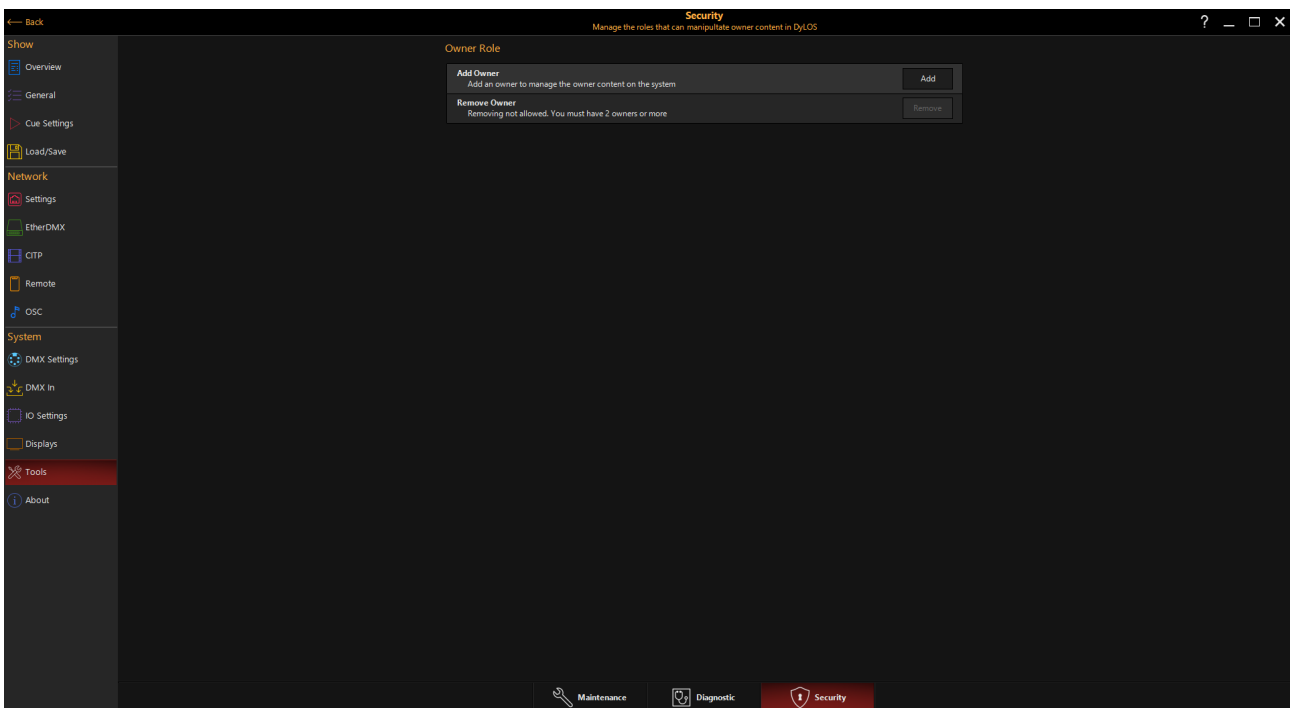 Back
Security
Manage the roles that can manipultate owner content in DyLOS
?
Show
Overview
General
Cue Settings
Load/Save
Network
Settings
EtherDMX
CITP
Remote
OSC
System
DMX Settings
DMX In
IO Settings
Displays
Tools
About
Owner Role
Add Owner
Add an owner to manage the owner content on the system
Add
Remove Owner
Removing not allowed. You must have 2 owners or more
Remove
Maintenance
Diagnostic
Security